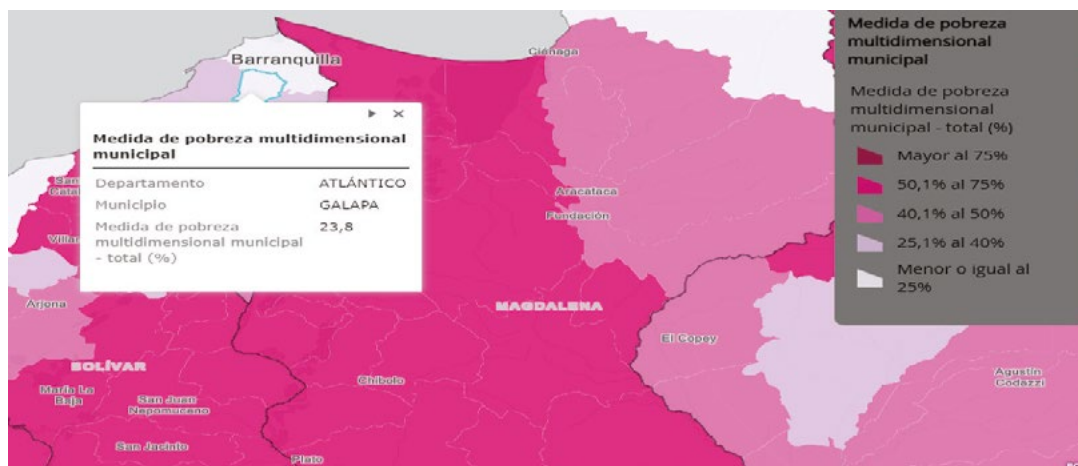 Barranquilla
Ciénaga
Medida de pobreza multidimensional
municipal
Departamento ATLÁNTICO
Municipio GALAPA
Medida de pobreza 23,8
multidimensional municipal
- total (%)
Aracataca
Fundación
MAGDALENA
Arjona
El Copey
BOLÍVAR
Chibolo
Agustín
Codazzi
María La
Baja
San Juan
Nepomuceno
San Jacinto
Plato
Medida de pobreza
multidimensional
municipal
Medida de pobreza
multidimensional
municipal - total (%)
Mayor al 75%
50,1% al 75%
40,1% al 50%
25,1% al 40%
Menor o igual al
25%